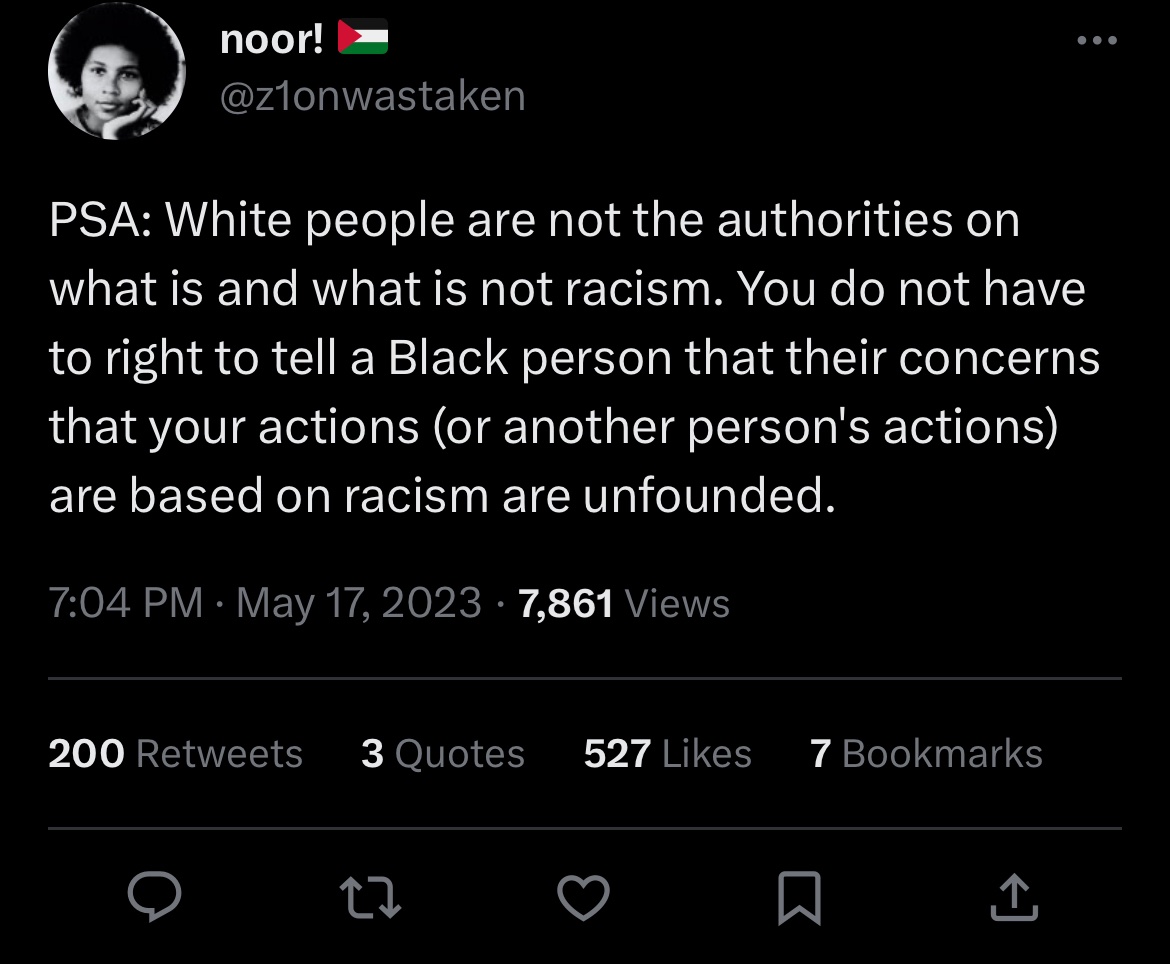 noor! 🇵🇸
@z1onwastaken
PSA: White people are not the authorities on
what is and what is not racism. You do not have
to right to tell a Black person that their concerns
that your actions (or another person's actions)
are based on racism are unfounded.
7:04 PM · May 17, 2023 · 7,861 Views
200 Retweets 3 Quotes 527 Likes 7 Bookmarks